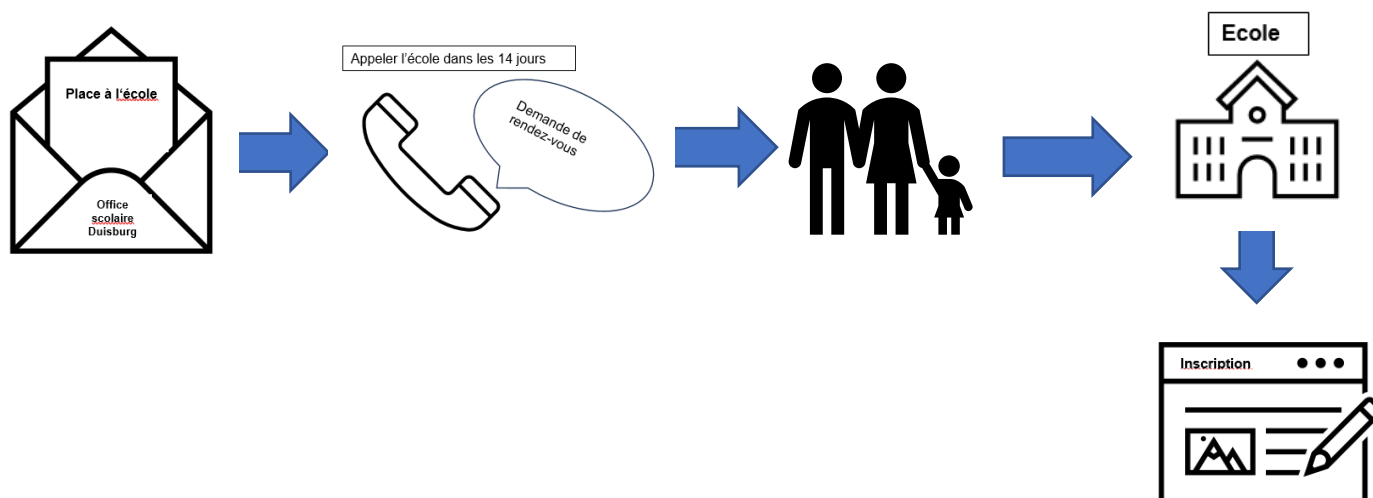 Place à l'école
Office
scolaire
Duisburg
Appeler l'école dans les 14 jours
Demande de
rendez-vous
Ecole
Inscription